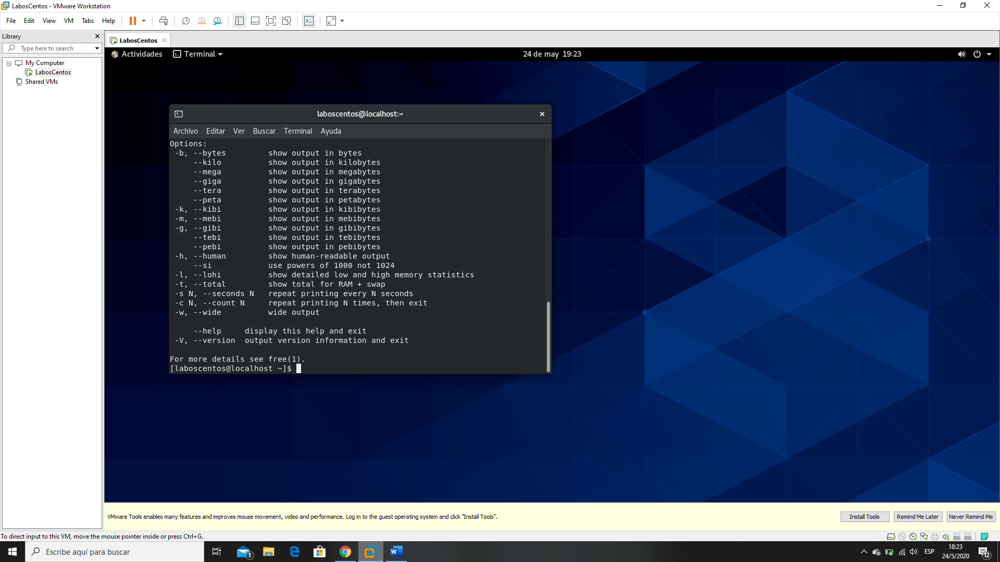 LabosCentos - VMware Workstation
File Edit View VM Tabs Help
Library
Type here to search
My Computer
LabosCentos
Shared VMs
LabosCentos
Actividades Terminal 24 de may 19:23
laboscentos@localhost:~
Archivo Editar Ver Buscar Terminal Ayuda
Options:
-b, --bytes show output in bytes
--kilo show output in kilobytes
--mega show output in megabytes
--giga show output in gigabytes
--tera show output in terabytes
--peta show output in petabytes
-k, --kibi show output in kibibytes
-m, --mebi show output in mebibytes
-g, --gibi show output in gibibytes
--tebi show output in tebibytes
--pebi show output in pebibytes
-h, --human show human-readable output
--si use powers of 1000 not 1024
-l, --lohi show detailed low and high memory statistics
-t, --total show total for RAM + swap
-s N, --seconds N repeat printing every N seconds
-c N, --count N repeat printing N times, then exit
-w, --wide wide output
--help display this help and exit
-V, --version output version information and exit
For more details see free(1).
[laboscentos@localhost ~]$
VMware Tools enables many features and improves mouse movement, video and performance. Log in to the guest operating system and click "Install Tools".
Install Tools Remind Me Later Never Remind Me
To direct input to this VM, move the mouse pointer inside or press Ctrl+G.
Escribe aquí para buscar
1
ESP
18:23
24/5/2020
12